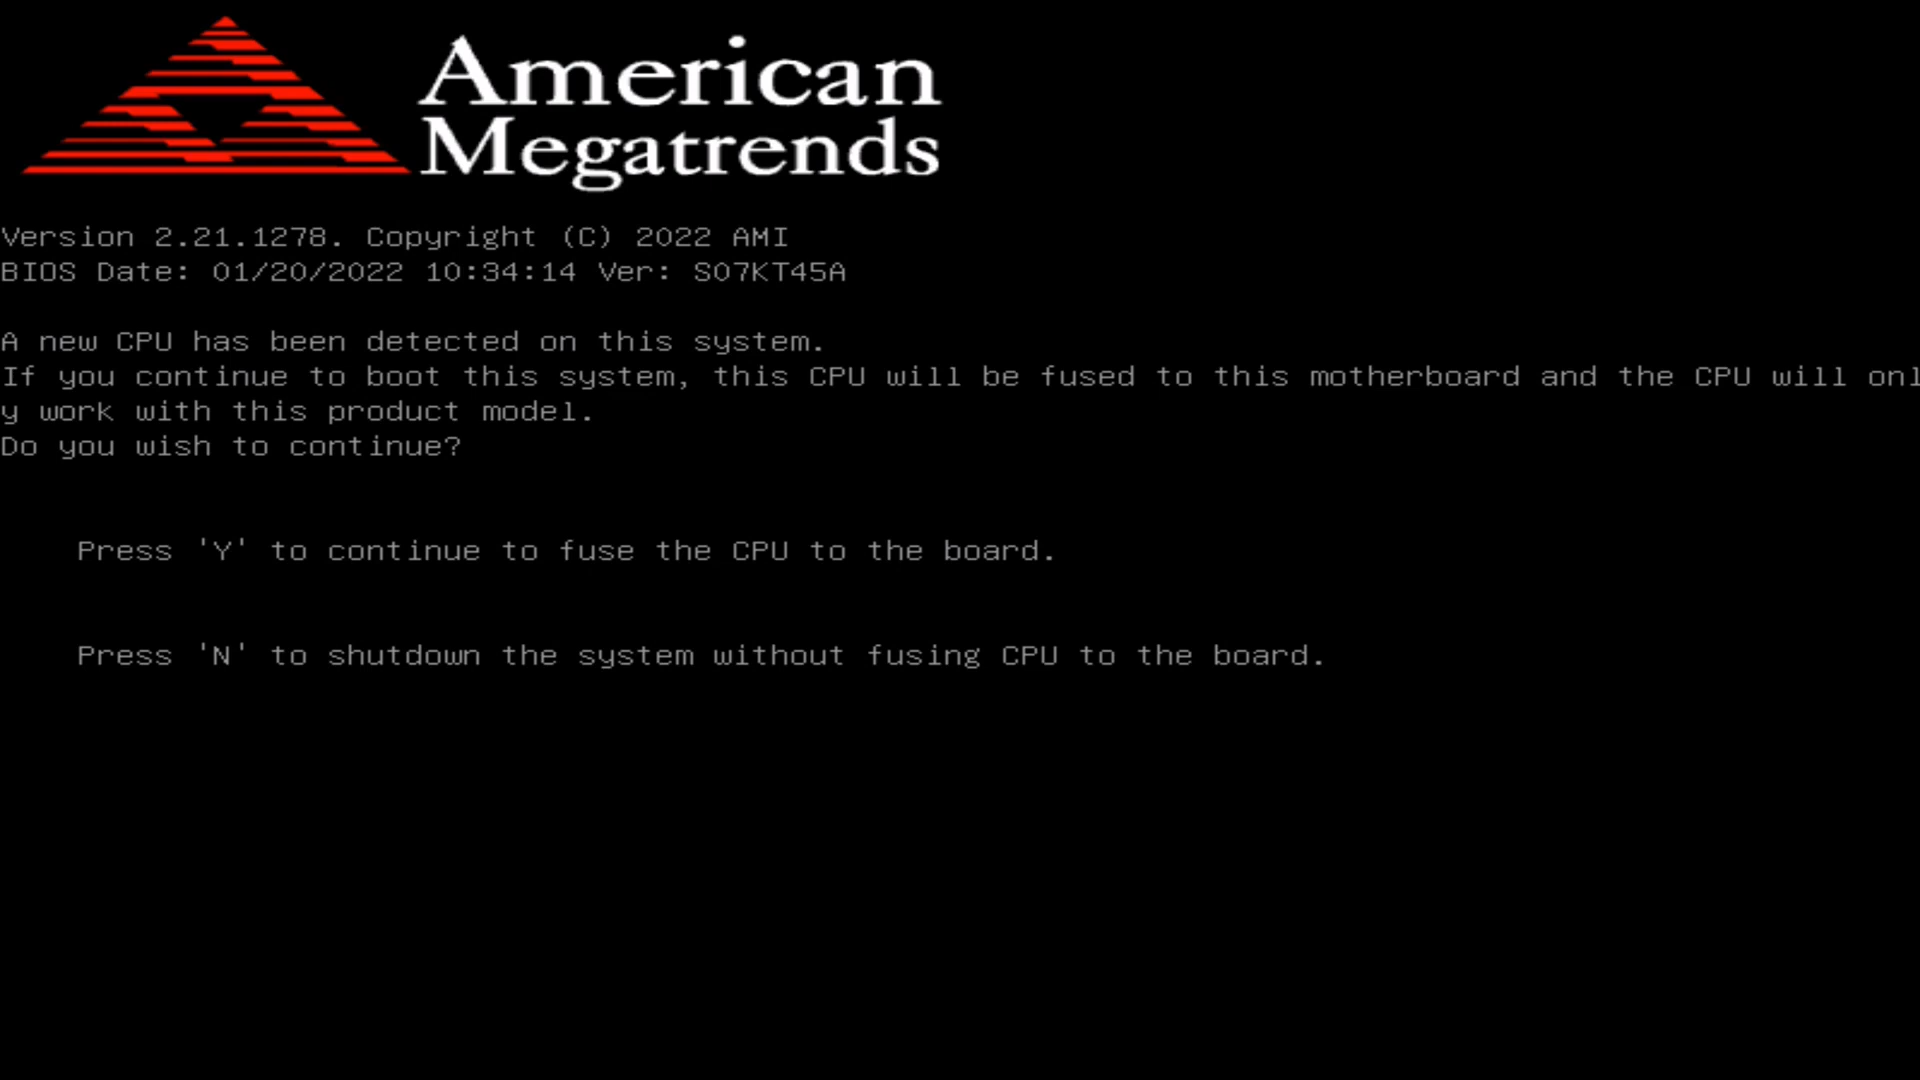 American
Megatrends
Version 2.21.1278. Copyright (C) 2022 AMI
BIOS Date: 01/20/2022 10:34:14 Ver: S07KT45A
A new CPU has been detected on this system.
If you continue to boot this system, this CPU will be fused to this motherboard and the CPU will onl
y work with this product model.
Do you wish to continue?
Press 'Y' to continue to fuse the CPU to the board.
Press 'N' to shutdown the system without fusing CPU to the board.